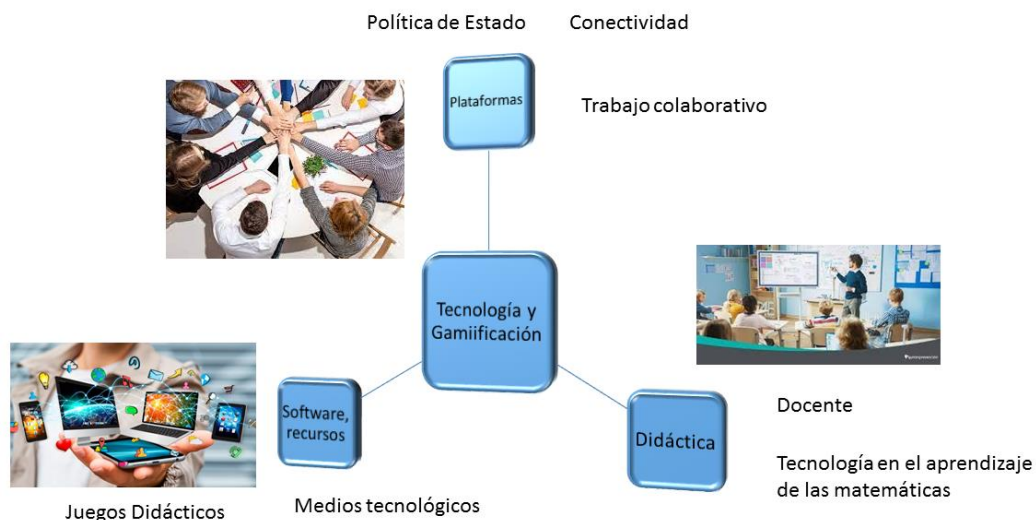 Política de Estado
Conectividad
Plataformas
Trabajo colaborativo
Tecnología y
Gamiificación
Software,
recursos
Didáctica
Docente
Tecnología en el aprendizaje
de las matemáticas
Medios tecnológicos
Juegos Didácticos